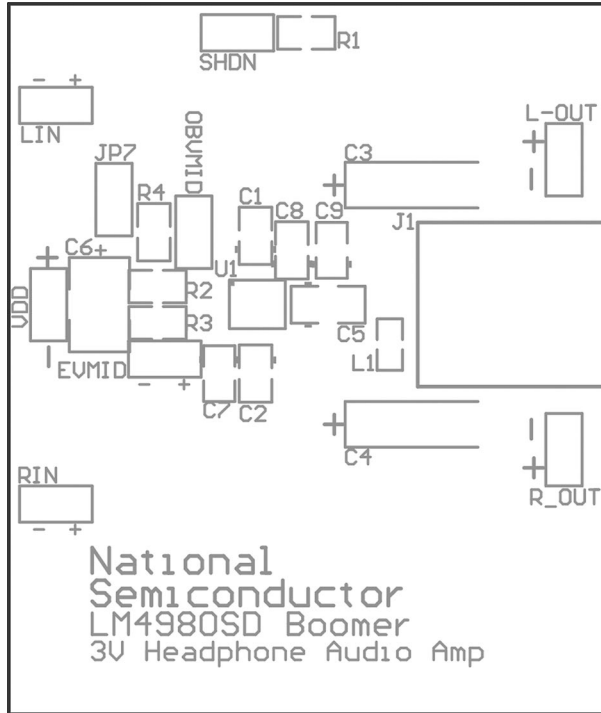 SHDN
R1
- +
LIN
L-OUT
+
-
OBVMID
JP7
R4
C1
C8
C9
C3
+
J1
+
C6+
U1
VDD
R2
R3
C5
L1
-
EVMID
- +
C7
C2
+
C4
-
+
R_OUT
RIN
- +
National
Semiconductor
LM4980SD Boomer
3V Headphone Audio Amp